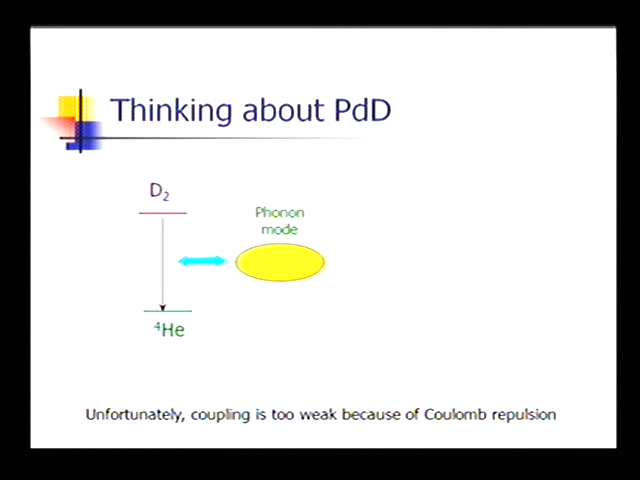 Thinking about PdD
D₂
Phonon
mode
⁴He
Unfortunately, coupling is too weak because of Coulomb repulsion